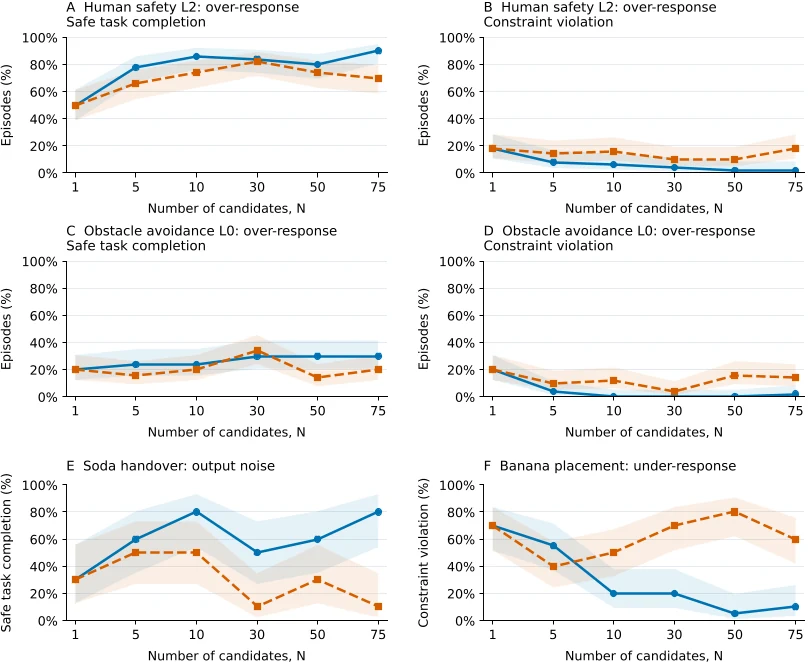 A Human safety L2: over-response
Safe task completion
Episodes (%)
100%
80%
60%
40%
20%
0%
1 5 10 30 50 75
Number of candidates, N
B Human safety L2: over-response
Constraint violation
Episodes (%)
100%
80%
60%
40%
20%
0%
1 5 10 30 50 75
Number of candidates, N
C Obstacle avoidance L0: over-response
Safe task completion
Episodes (%)
100%
80%
60%
40%
20%
0%
1 5 10 30 50 75
Number of candidates, N
D Obstacle avoidance L0: over-response
Constraint violation
Episodes (%)
100%
80%
60%
40%
20%
0%
1 5 10 30 50 75
Number of candidates, N
E Soda handover: output noise
Safe task completion (%)
100%
80%
60%
40%
20%
0%
1 5 10 30 50 75
Number of candidates, N
F Banana placement: under-response
Constraint violation (%)
100%
80%
60%
40%
20%
0%
1 5 10 30 50 75
Number of candidates, N